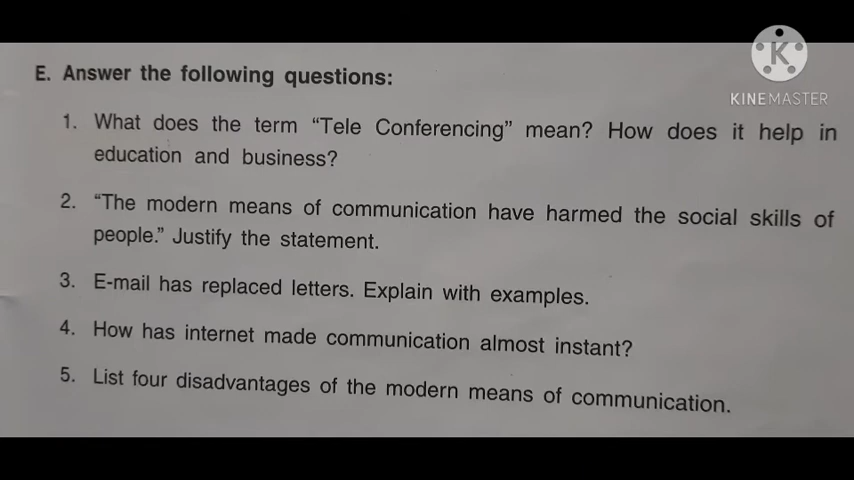 K
KINEMASTER
E. Answer the following questions:
1. What does the term “Tele Conferencing” mean? How does it help in
education and business?
2. “The modern means of communication have harmed the social skills of
people.” Justify the statement.
3. E-mail has replaced letters. Explain with examples.
4. How has internet made communication almost instant?
5. List four disadvantages of the modern means of communication.